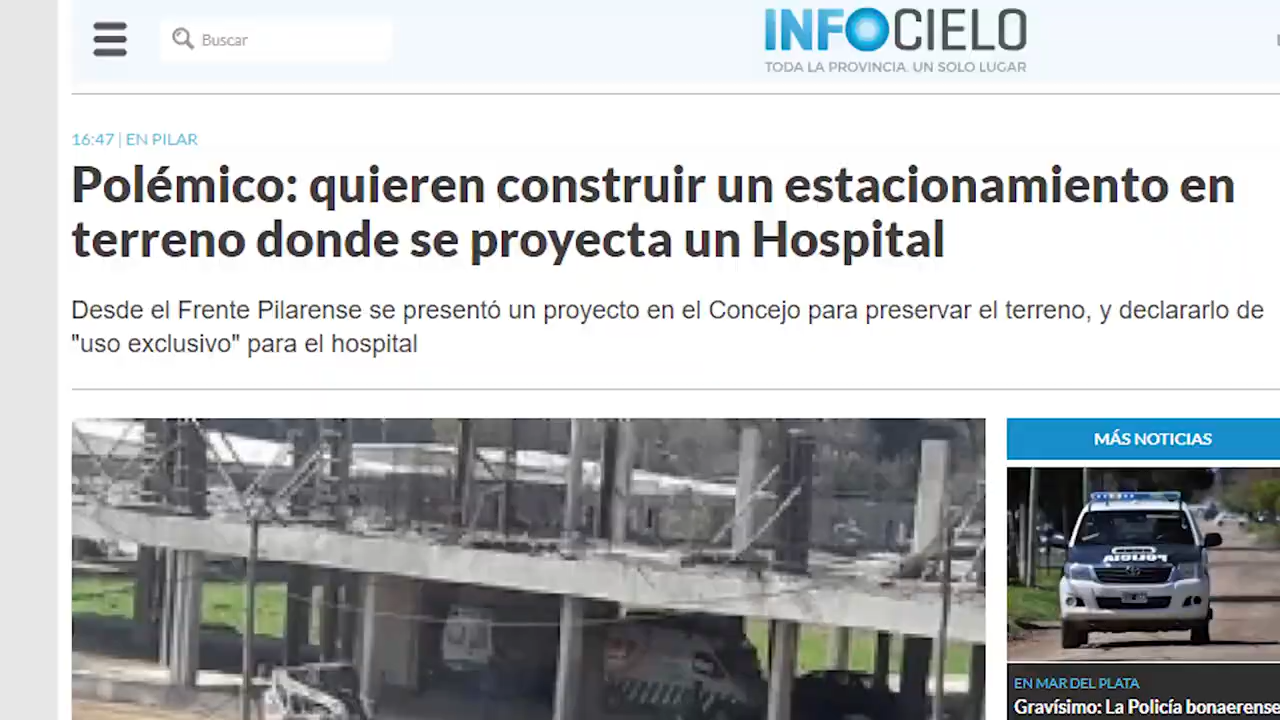 Buscar
INFOCIELO
TODA LA PROVINCIA. UN SOLO LUGAR
16:47 | EN PILAR
Polémico: quieren construir un estacionamiento en
terreno donde se proyecta un Hospital
Desde el Frente Pilarense se presentó un proyecto en el Concejo para preservar el terreno, y declararlo de
"uso exclusivo" para el hospital
MÁS NOTICIAS
POLICIA
EN MAR DEL PLATA
Gravísimo: La Policía bonaerense